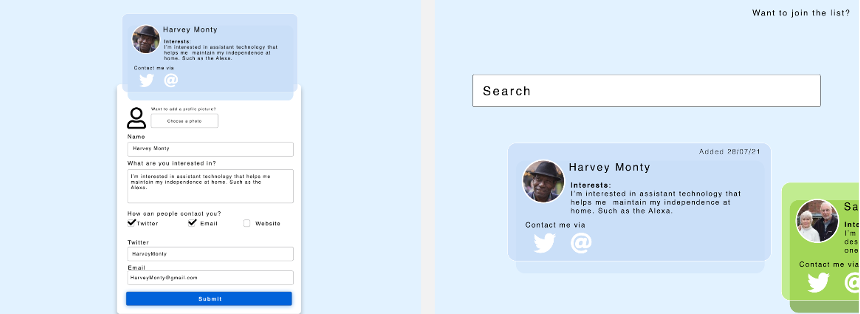 Harvey Monty
Interests:
I'm interested in assistant technology that
helps me maintain my independence at
home. Such as the Alexa.
Contact me via
Want to add a profile picture?
Choose a photo
Name
Harvey Monty
What are you interested in?
I'm interested in assistant technology that helps me
maintain my independence at home. Such as the
Alexa.
How can people contact you?
Twitter
Email
Website
Twitter
HarveyMonty
Email
HarveyMonty@gmail.com
Submit
Want to join the list?
Search
Added 28/07/21
Harvey Monty
Interests:
I'm interested in assistant technology that
helps me maintain my independence at
home. Such as the Alexa.
Contact me via
Sa
Inte
I'm
des
one
Contact me via